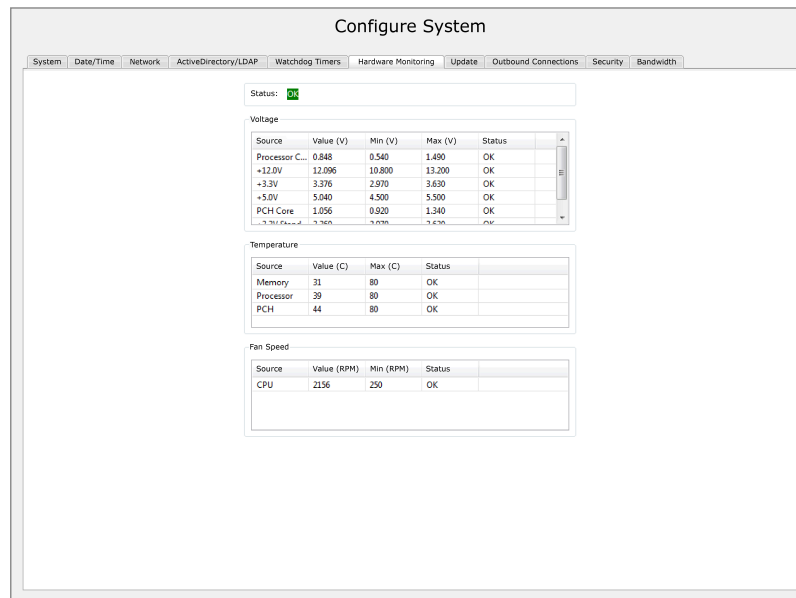 Configure System
System Date/Time Network ActiveDirectory/LDAP Watchdog Timers Hardware Monitoring Update Outbound Connections Security Bandwidth
Status: OK
Voltage
Source Value (V) Min (V) Max (V) Status
Processor C... 0.848 0.540 1.490 OK
+12.0V 12.096 10.800 13.200 OK
+3.3V 3.376 2.970 3.630 OK
+5.0V 5.040 4.500 5.500 OK
PCH Core 1.056 0.920 1.340 OK
Temperature
Source Value (C) Max (C) Status
Memory 31 80 OK
Processor 39 80 OK
PCH 44 80 OK
Fan Speed
Source Value (RPM) Min (RPM) Status
CPU 2156 250 OK